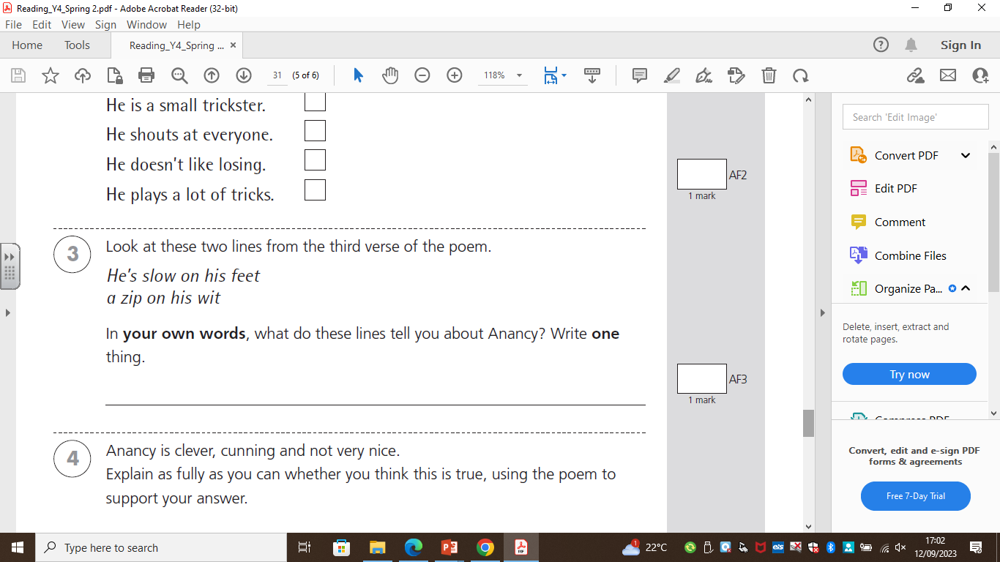 Reading_Y4_Spring 2.pdf - Adobe Acrobat Reader (32-bit)
File Edit View Sign Window Help
Home Tools Reading_Y4_Spring ... × Sign In
31 (5 of 6) 118%
He is a small trickster.
He shouts at everyone.
He doesn't like losing.
He plays a lot of tricks.
AF2
1 mark
3 Look at these two lines from the third verse of the poem.
He's slow on his feet
a zip on his wit
In your own words, what do these lines tell you about Anancy? Write one
thing.
AF3
1 mark
4 Anancy is clever, cunning and not very nice.
Explain as fully as you can whether you think this is true, using the poem to
support your answer.
Search 'Edit Image'
Convert PDF
Edit PDF
Comment
Combine Files
Organize Pa...
Delete, insert, extract and
rotate pages.
Try now
Compress PDF
Convert, edit and e-sign PDF
forms & agreements
Free 7-Day Trial
Type here to search
22°C
17:02
12/09/2023